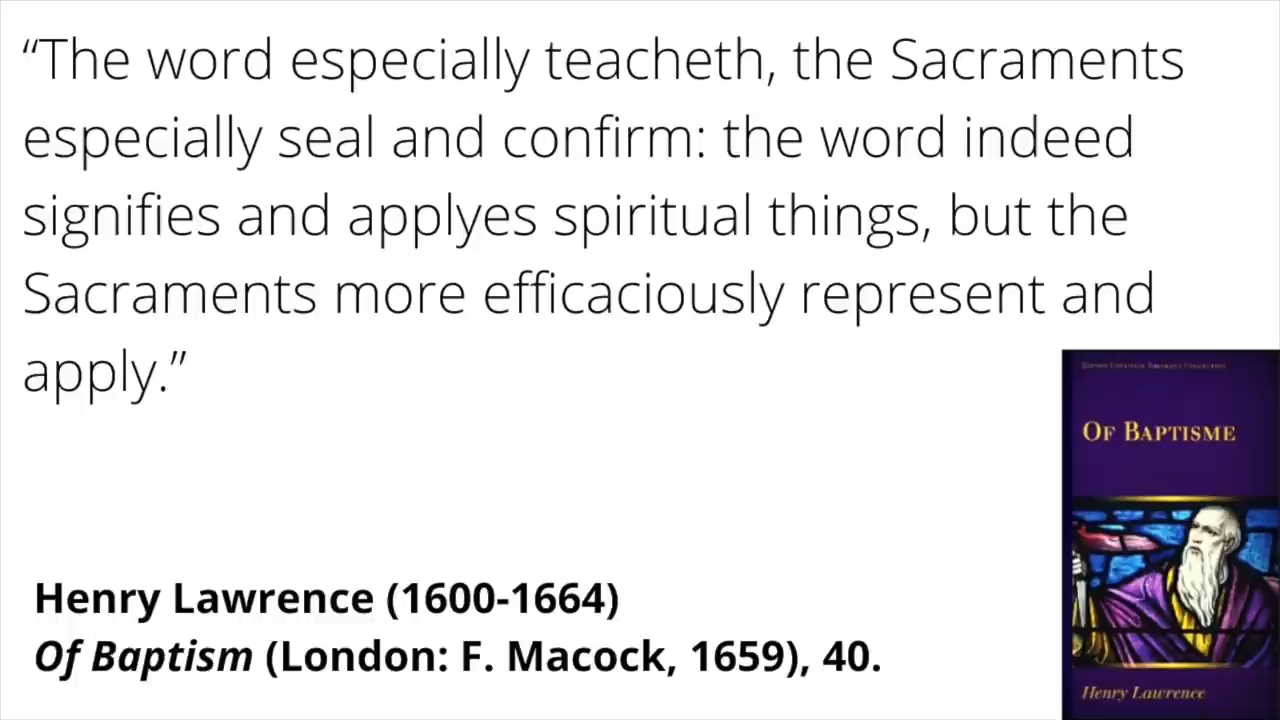 “The word especially teacheth, the Sacraments
especially seal and confirm: the word indeed
signifies and applyes spiritual things, but the
Sacraments more efficaciously represent and
apply.”
Of Baptisme
Henry Lawrence (1600-1664)
Of Baptism (London: F. Macock, 1659), 40.
Henry Lawrence